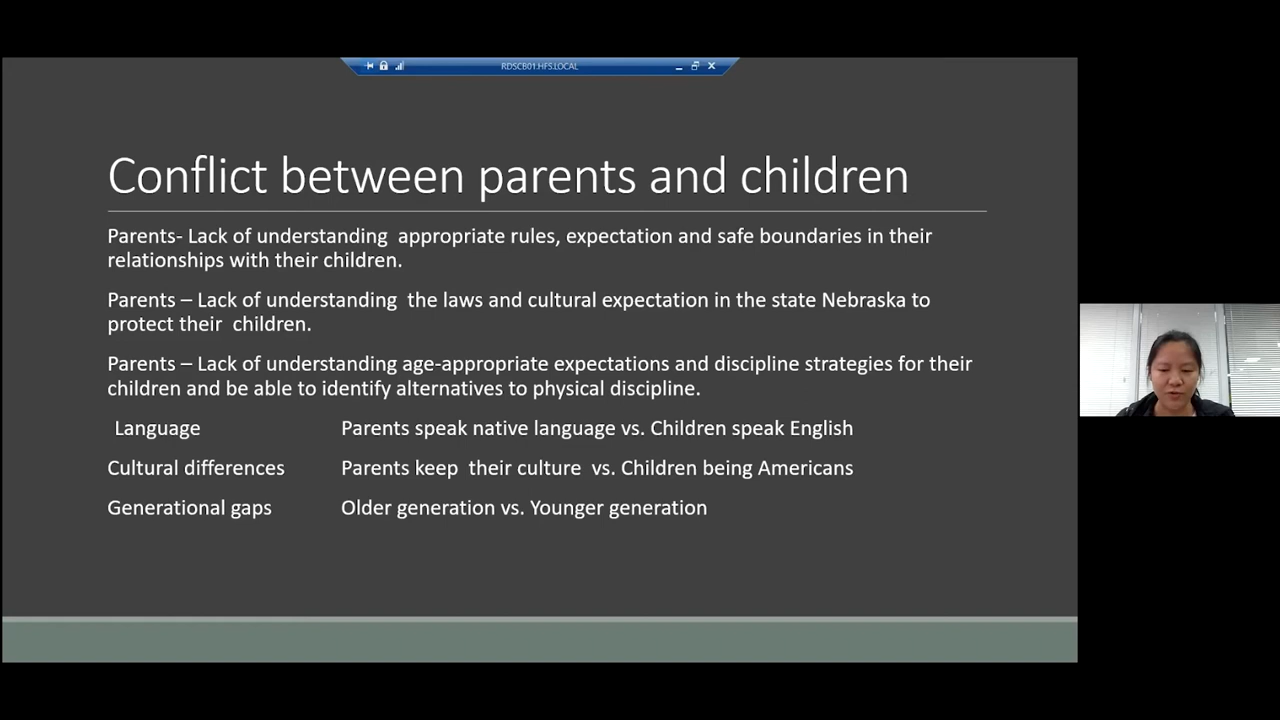 RDSCB01.HFS.LOCAL
Conflict between parents and children
Parents- Lack of understanding  appropriate rules, expectation and safe boundaries in their
relationships with their children.
Parents – Lack of understanding  the laws and cultural expectation in the state Nebraska to
protect their  children.
Parents – Lack of understanding age-appropriate expectations and discipline strategies for their
children and be able to identify alternatives to physical discipline.
Language Parents speak native language vs. Children speak English
Cultural differences Parents keep  their culture  vs. Children being Americans
Generational gaps Older generation vs. Younger generation